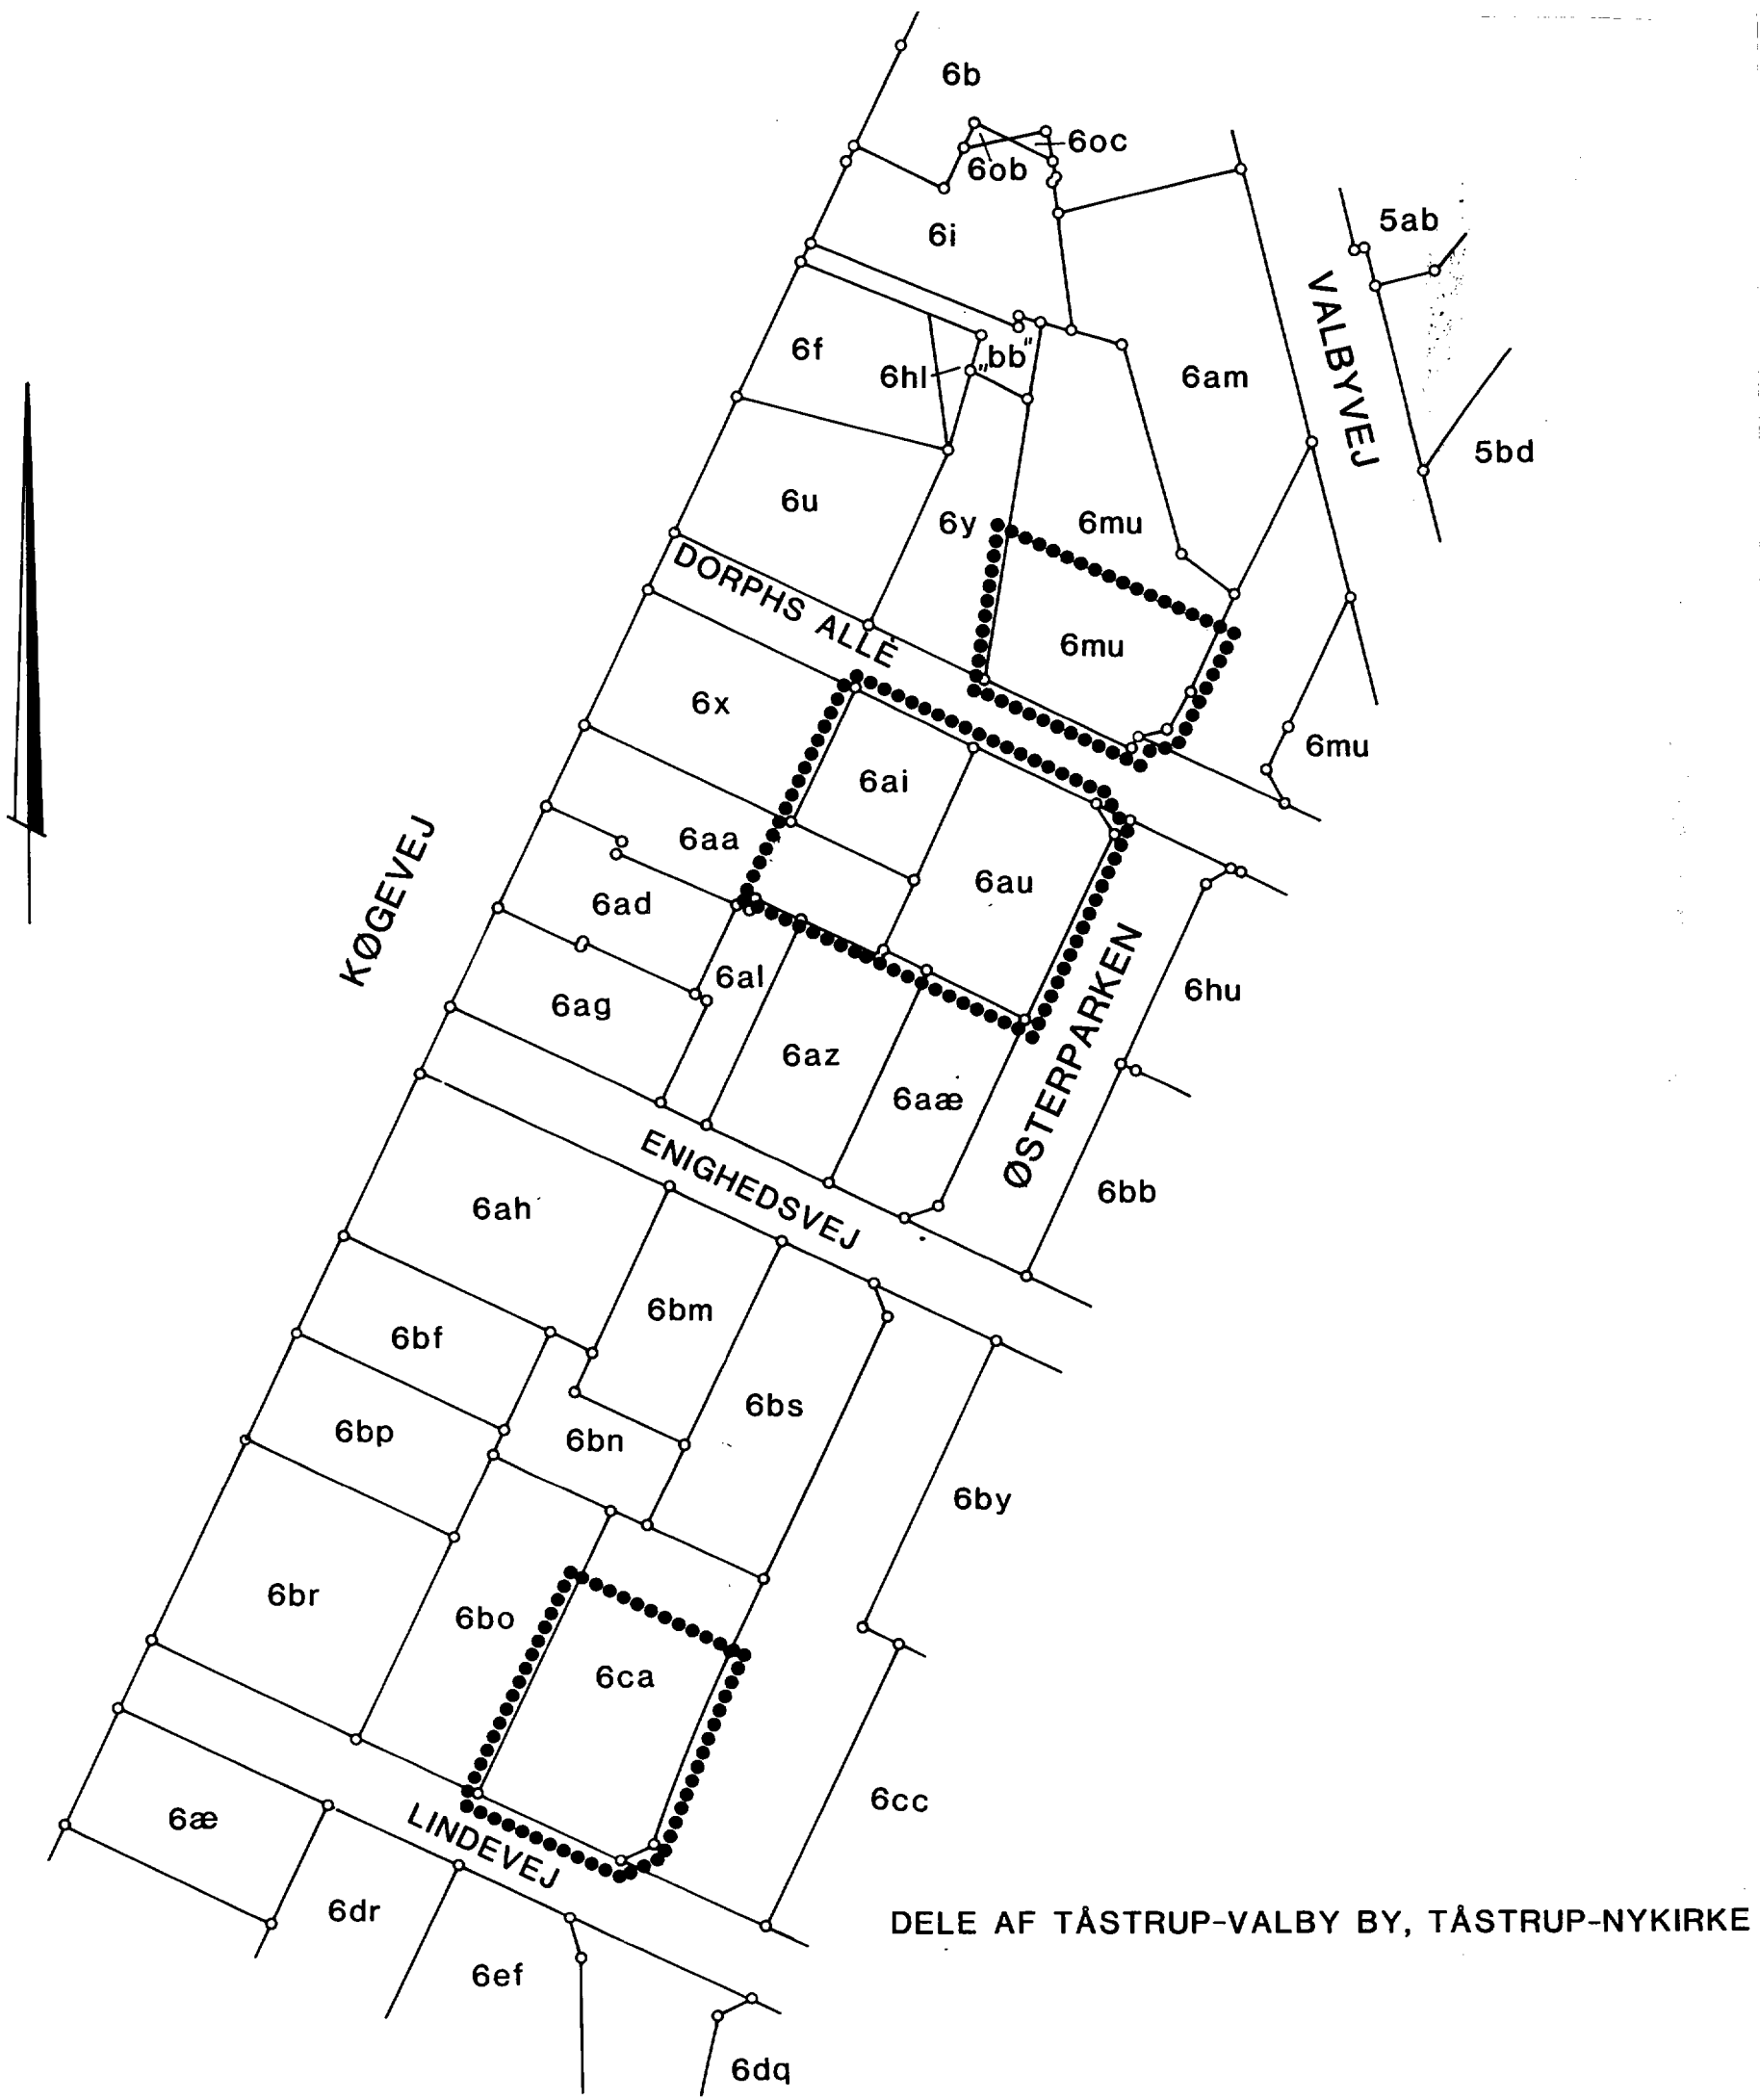 6b
6oc
6ob
5ab
6i
VALBYVEJ
6f
„bb"
6hl
6am
5bd
6u
6y
6mu
DORPHS ALLÉ
6mu
6x
6mu
6ai
KØGEVEJ
6aa
6au
6ad
6al
6hu
6ag
ØSTERPARKEN
6az
6aæ
ENIGHEDSVEJ
6bb
6ah
6bm
6bf
6bs
6bp
6bn
6by
6br
6bo
6ca
6cc
6æ
LINDEVEJ
6dr
DELE AF TÅSTRUP-VALBY BY, TÅSTRUP-NYKIRKE
6ef
6dq